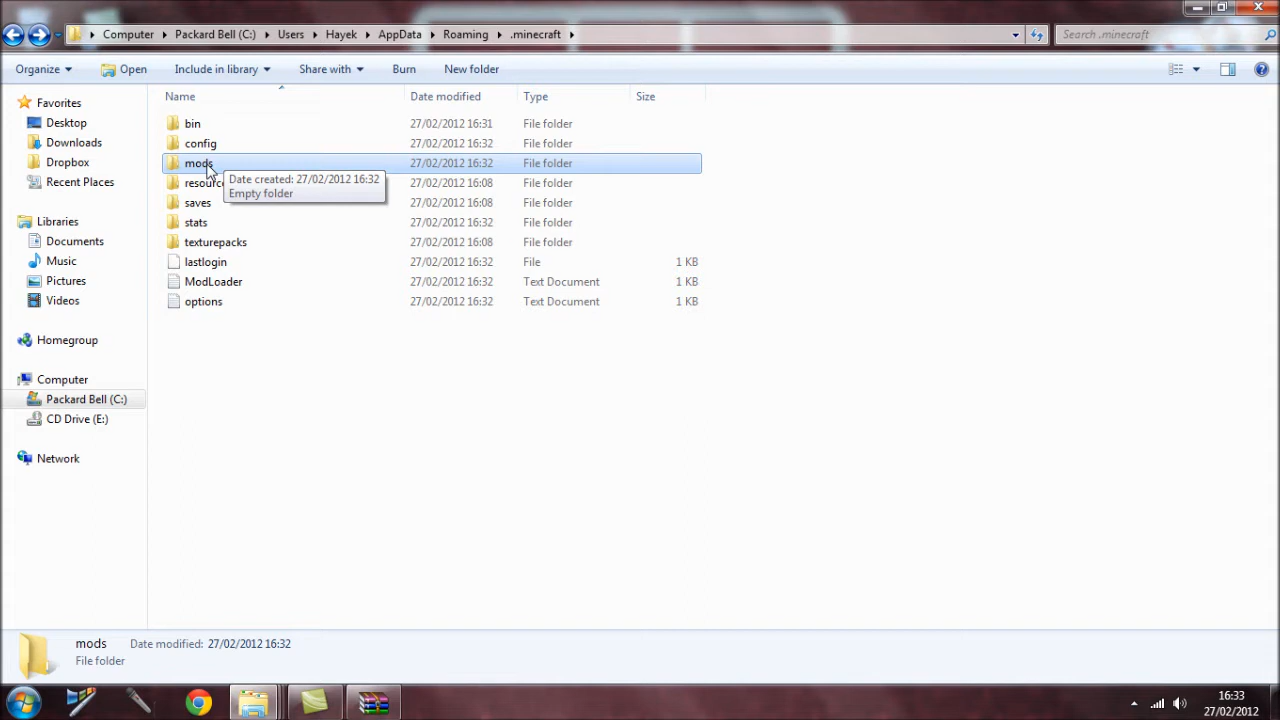 Computer Packard Bell (C:) Users Hayek AppData Roaming .minecraft Search .minecraft
Organize Open Include in library Share with Burn New folder
Name Date modified Type Size
Favorites
Desktop
Downloads
Dropbox
Recent Places
Libraries
Documents
Music
Pictures
Videos
Homegroup
Computer
Packard Bell (C:)
CD Drive (E:)
Network
bin 27/02/2012 16:31 File folder
config 27/02/2012 16:32 File folder
mods 27/02/2012 16:32 File folder
Date created: 27/02/2012 16:32
Empty folder
resourc 27/02/2012 16:08 File folder
saves 27/02/2012 16:08 File folder
stats 27/02/2012 16:32 File folder
texturepacks 27/02/2012 16:08 File folder
lastlogin 27/02/2012 16:32 File 1 KB
ModLoader 27/02/2012 16:32 Text Document 1 KB
options 27/02/2012 16:32 Text Document 1 KB
mods Date modified: 27/02/2012 16:32
File folder
16:33
27/02/2012